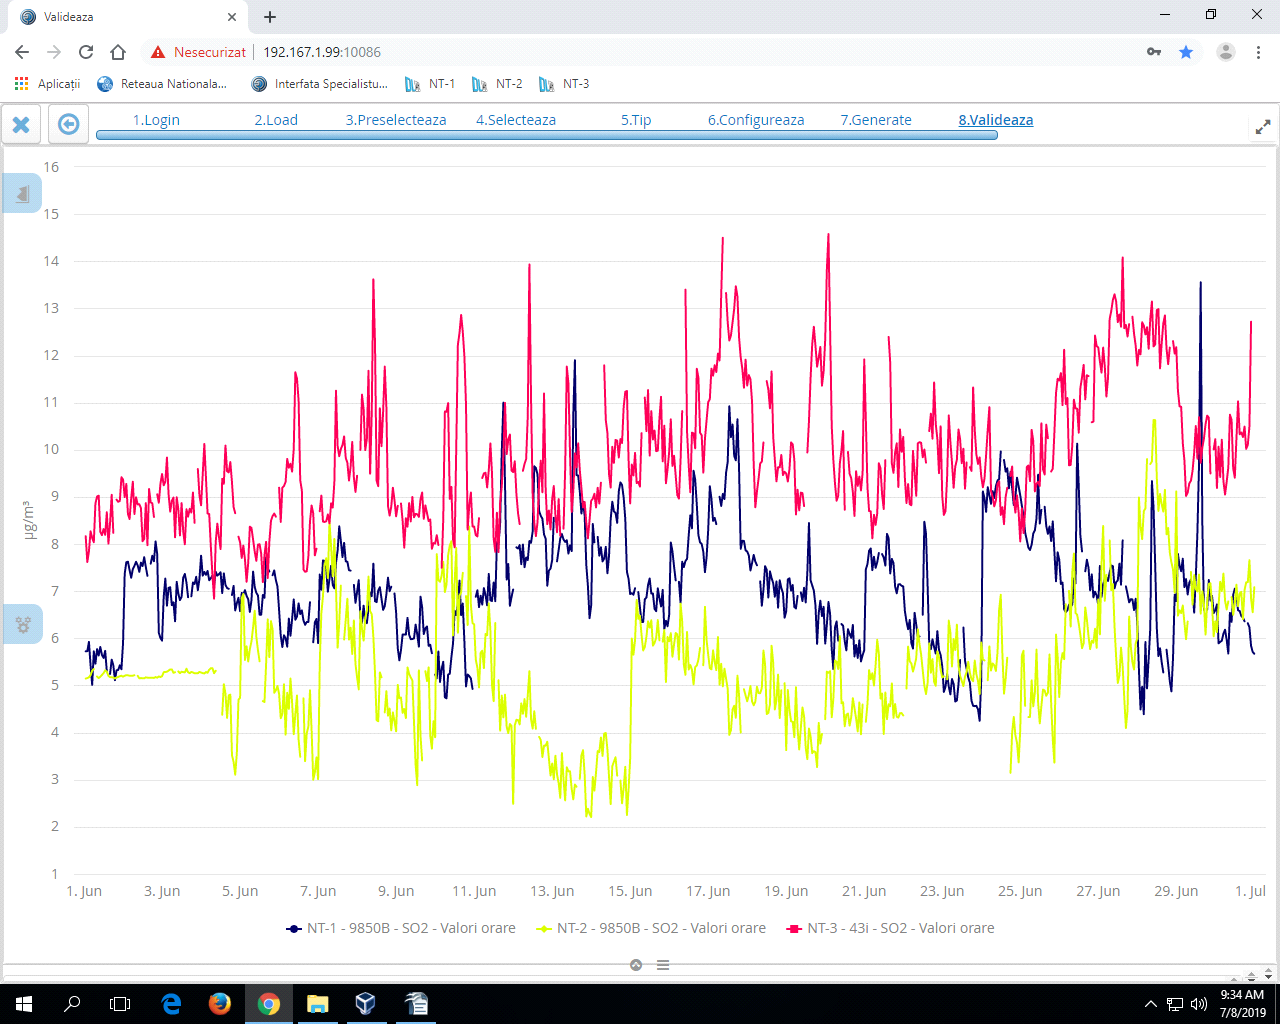 Valideaza
Nesecurizat 192.167.1.99:10086
Aplicații Reteaua Nationala... Interfata Specialistu... NT-1 NT-2 NT-3
1.Login 2.Load 3.Preselecteaza 4.Selecteaza 5.Tip 6.Configureaza 7.Generate 8.Valideaza
16
15
14
13
12
11
10
9
8
7
6
5
4
3
2
1
µg/m³
1. Jun 3. Jun 5. Jun 7. Jun 9. Jun 11. Jun 13. Jun 15. Jun 17. Jun 19. Jun 21. Jun 23. Jun 25. Jun 27. Jun 29. Jun 1. Jul
NT-1 - 9850B - SO2 - Valori orare NT-2 - 9850B - SO2 - Valori orare NT-3 - 43i - SO2 - Valori orare
9:34 AM
7/8/2019